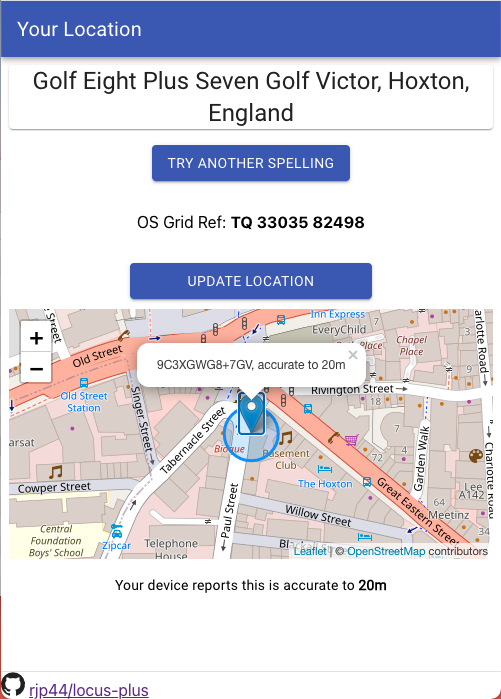 Your Location
Golf Eight Plus Seven Golf Victor, Hoxton,
England
TRY ANOTHER SPELLING
OS Grid Ref: TQ 33035 82498
UPDATE LOCATION
+
−
Old Street
Old Street
Station
Inn Express
EveryChild
Chapel
Place
arlotte Road
9C3XGWG8+7GV, accurate to 20m
×
Rivington Street
Singer Street
Tabernacle Street
arsat
Cowper Street
Basement
Club
The Hoxton
Garden Walk
Great Eastern Street
Charlotte
Lee
A142
Meetinz
Willow Street
Paul Street
Central
Foundation
Boys' School
Zipcar
Telephone
House
Leaflet | © OpenStreetMap contributors
Your device reports this is accurate to 20m
rjp44/locus-plus